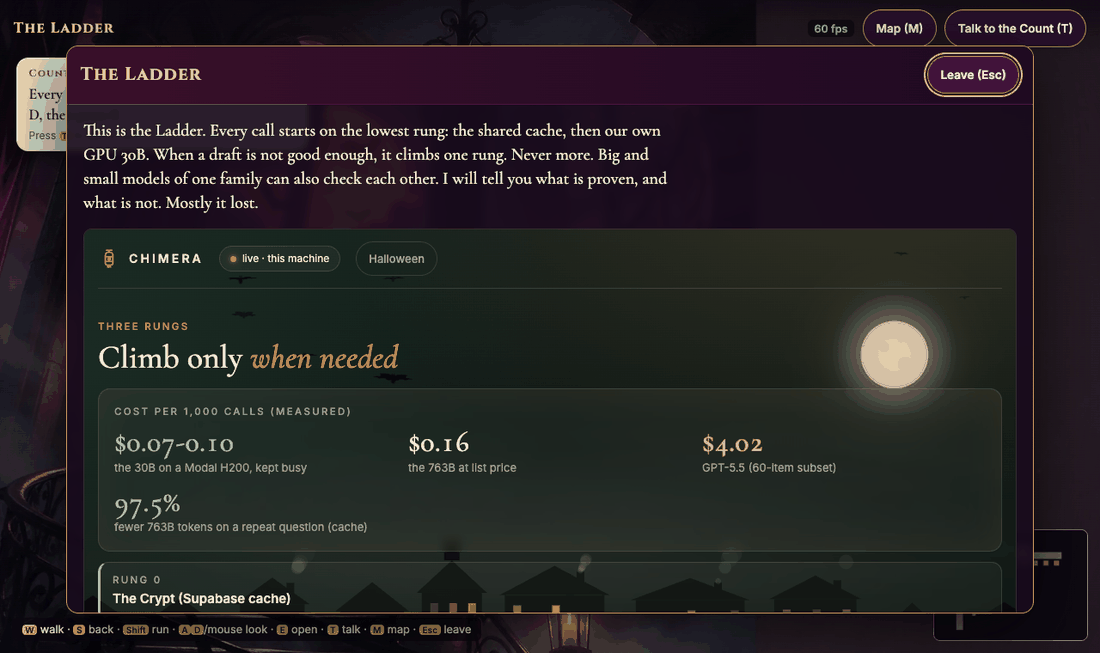 THE LADDER
60 fps
Map (M)
Talk to the Count (T)
COUN
Every
D, the
Press
THE LADDER
Leave (Esc)
This is the Ladder. Every call starts on the lowest rung: the shared cache, then our own
GPU 30B. When a draft is not good enough, it climbs one rung. Never more. Big and
small models of one family can also check each other. I will tell you what is proven, and
what is not. Mostly it lost.
CHIMERA
live · this machine
Halloween
THREE RUNGS
Climb only when needed
COST PER 1,000 CALLS (MEASURED)
$0.07-0.10
the 30B on a Modal H200, kept busy
$0.16
the 763B at list price
$4.02
GPT-5.5 (60-item subset)
97.5%
fewer 763B tokens on a repeat question (cache)
RUNG 0
The Crypt (Supabase cache)
W walk · S back · Shift run · A D/mouse look · E open · T talk · M map · Esc leave